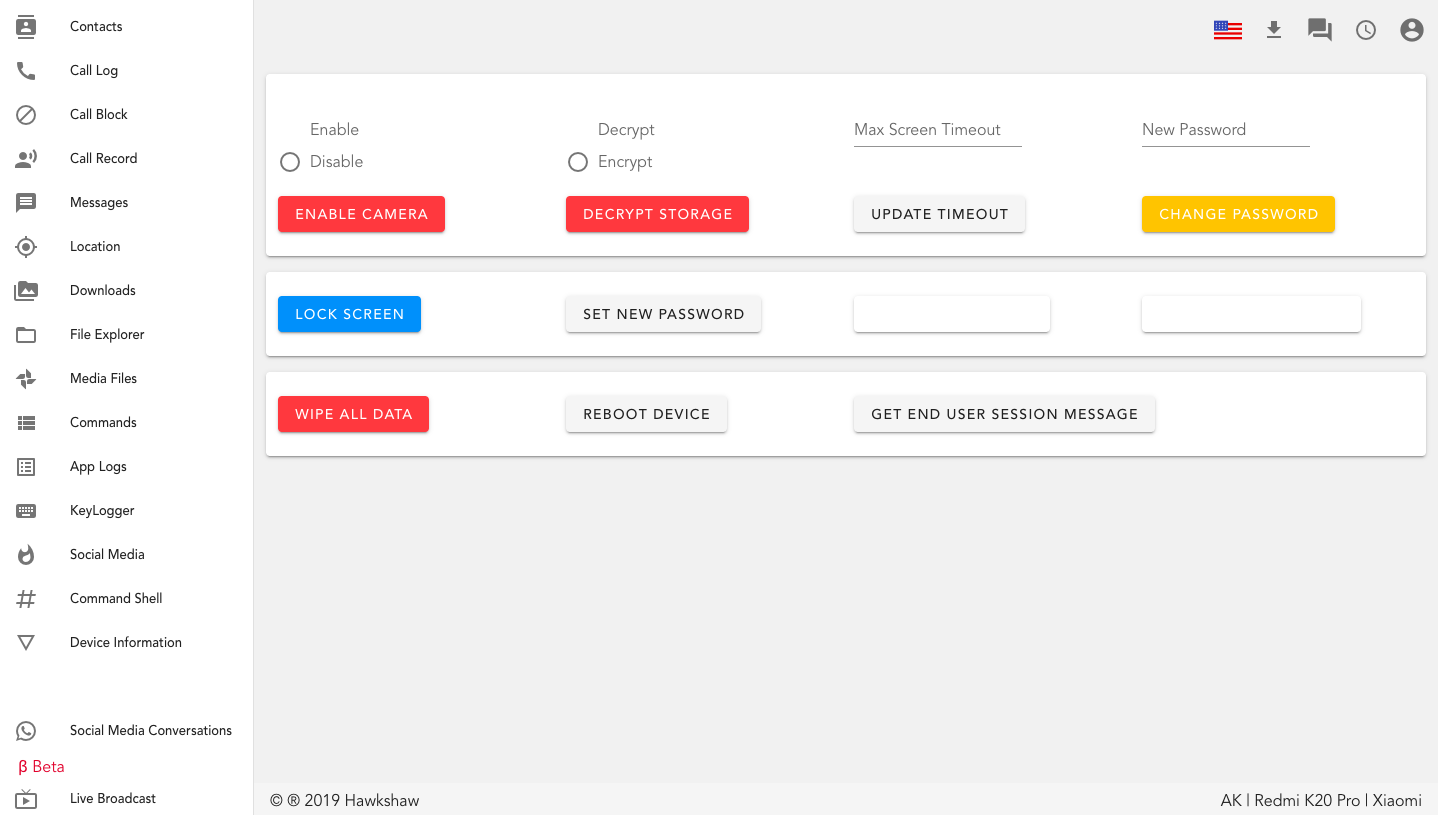 Contacts
Call Log
Call Block
Call Record
Messages
Location
Downloads
File Explorer
Media Files
Commands
App Logs
KeyLogger
Social Media
Command Shell
Device Information
Social Media Conversations
β Beta
Live Broadcast
Enable
Disable
ENABLE CAMERA
Decrypt
Encrypt
DECRYPT STORAGE
Max Screen Timeout
UPDATE TIMEOUT
New Password
CHANGE PASSWORD
LOCK SCREEN
SET NEW PASSWORD
WIPE ALL DATA
REBOOT DEVICE
GET END USER SESSION MESSAGE
© ® 2019 Hawkshaw
AK | Redmi K20 Pro | Xiaomi